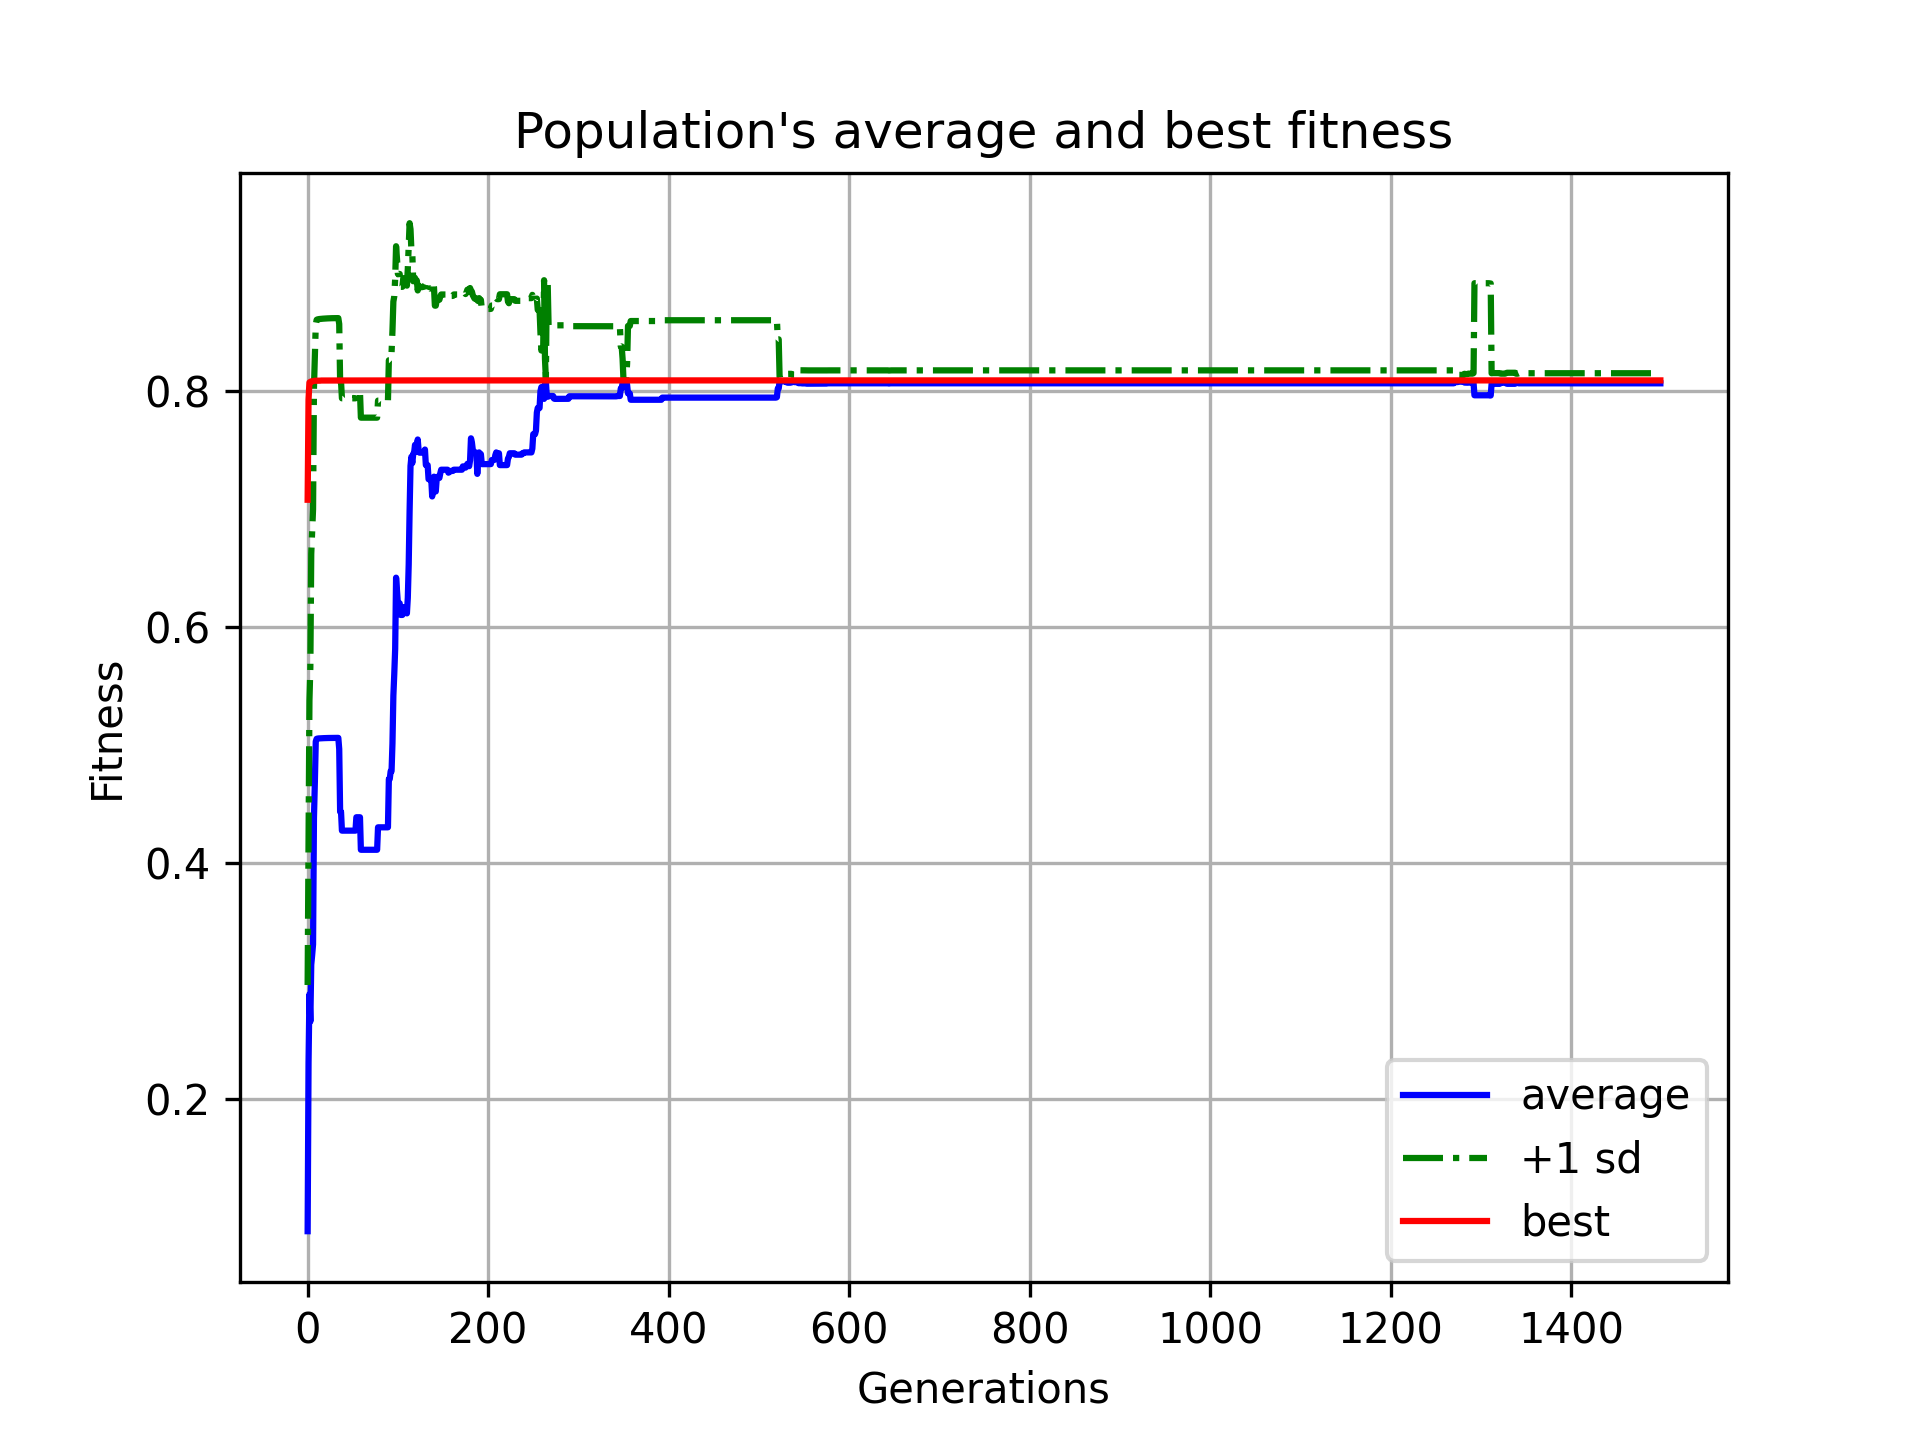 Population's average and best fitness
Fitness
0.8
0.6
0.4
0.2
0 200 400 600 800 1000 1200 1400
Generations
average
+1 sd
best